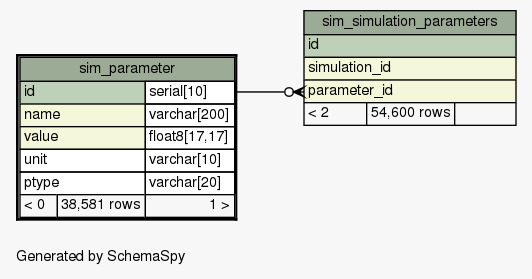 sim_simulation_parameters
id
simulation_id
parameter_id
< 2 54,600 rows
sim_parameter
id serial[10]
name varchar[200]
value float8[17,17]
unit varchar[10]
ptype varchar[20]
< 0 38,581 rows 1 >
Generated by SchemaSpy